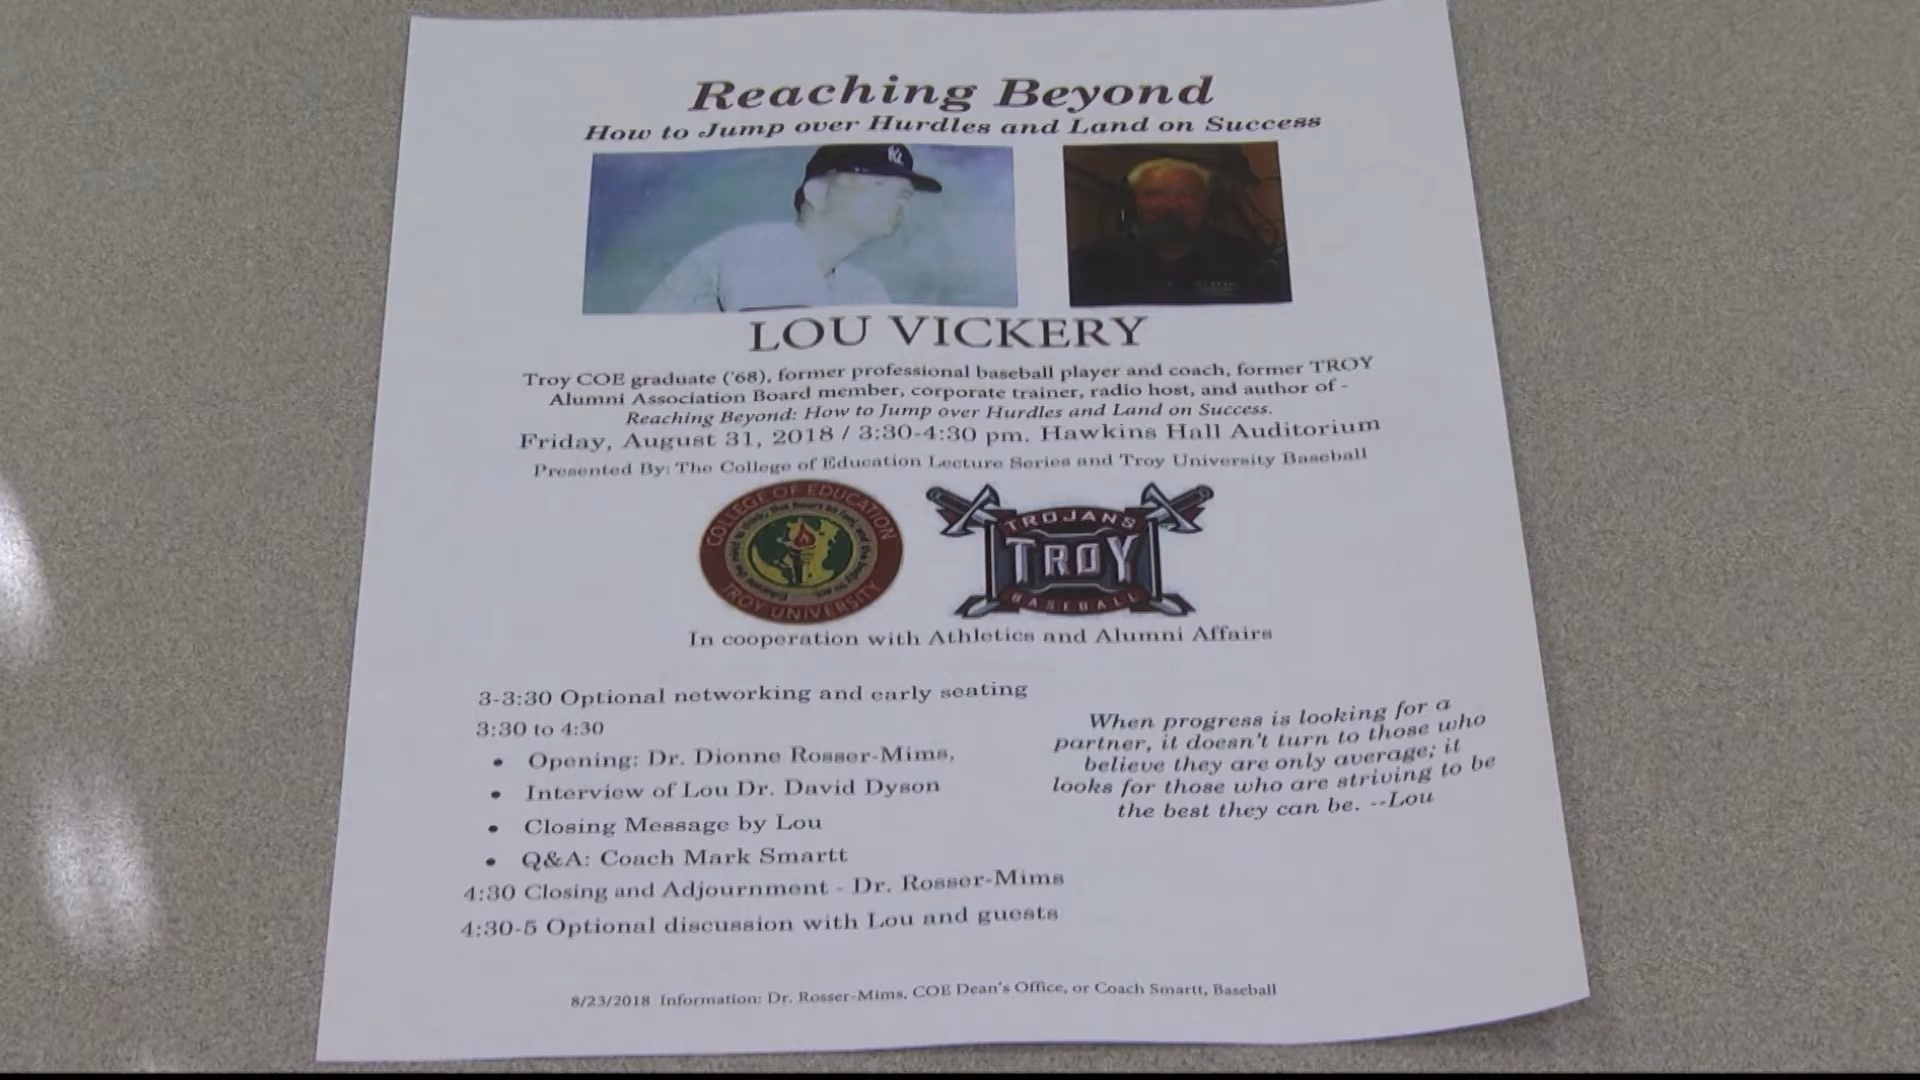 Reaching Beyond
How to Jump over Hurdles and Land on Success
LOU VICKERY
Troy COE graduate ('68), former professional baseball player and coach, former TROY
Alumni Association Board member, corporate trainer, radio host, and author of -
Reaching Beyond: How to Jump over Hurdles and Land on Success.
Friday, August 31, 2018 / 3:30-4:30 pm. Hawkins Hall Auditorium
Presented By: The College of Education Lecture Series and Troy University Baseball
COLLEGE OF EDUCATION
TROY UNIVERSITY
TROJANS
TROY
BASEBALL
In cooperation with Athletics and Alumni Affairs
3-3:30 Optional networking and early seating
3:30 to 4:30
• Opening: Dr. Dionne Rosser-Mims,
• Interview of Lou Dr. David Dyson
• Closing Message by Lou
• Q&A: Coach Mark Smartt
4:30 Closing and Adjournment - Dr. Rosser-Mims
4:30-5 Optional discussion with Lou and guests
When progress is looking for a
partner, it doesn't turn to those who
believe they are only average; it
looks for those who are striving to be
the best they can be. --Lou
8/23/2018 Information: Dr. Rosser-Mims, COE Dean's Office, or Coach Smartt, Baseball